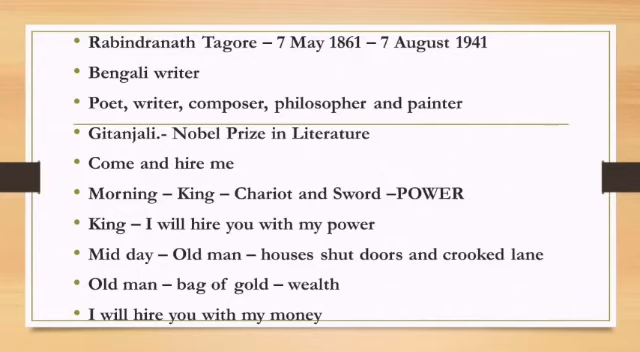 • Rabindranath Tagore – 7 May 1861 – 7 August 1941
• Bengali writer
• Poet, writer, composer, philosopher and painter
• Gitanjali.- Nobel Prize in Literature
• Come and hire me
• Morning – King – Chariot and Sword –POWER
• King – I will hire you with my power
• Mid day – Old man – houses shut doors and crooked lane
• Old man – bag of gold – wealth
• I will hire you with my money